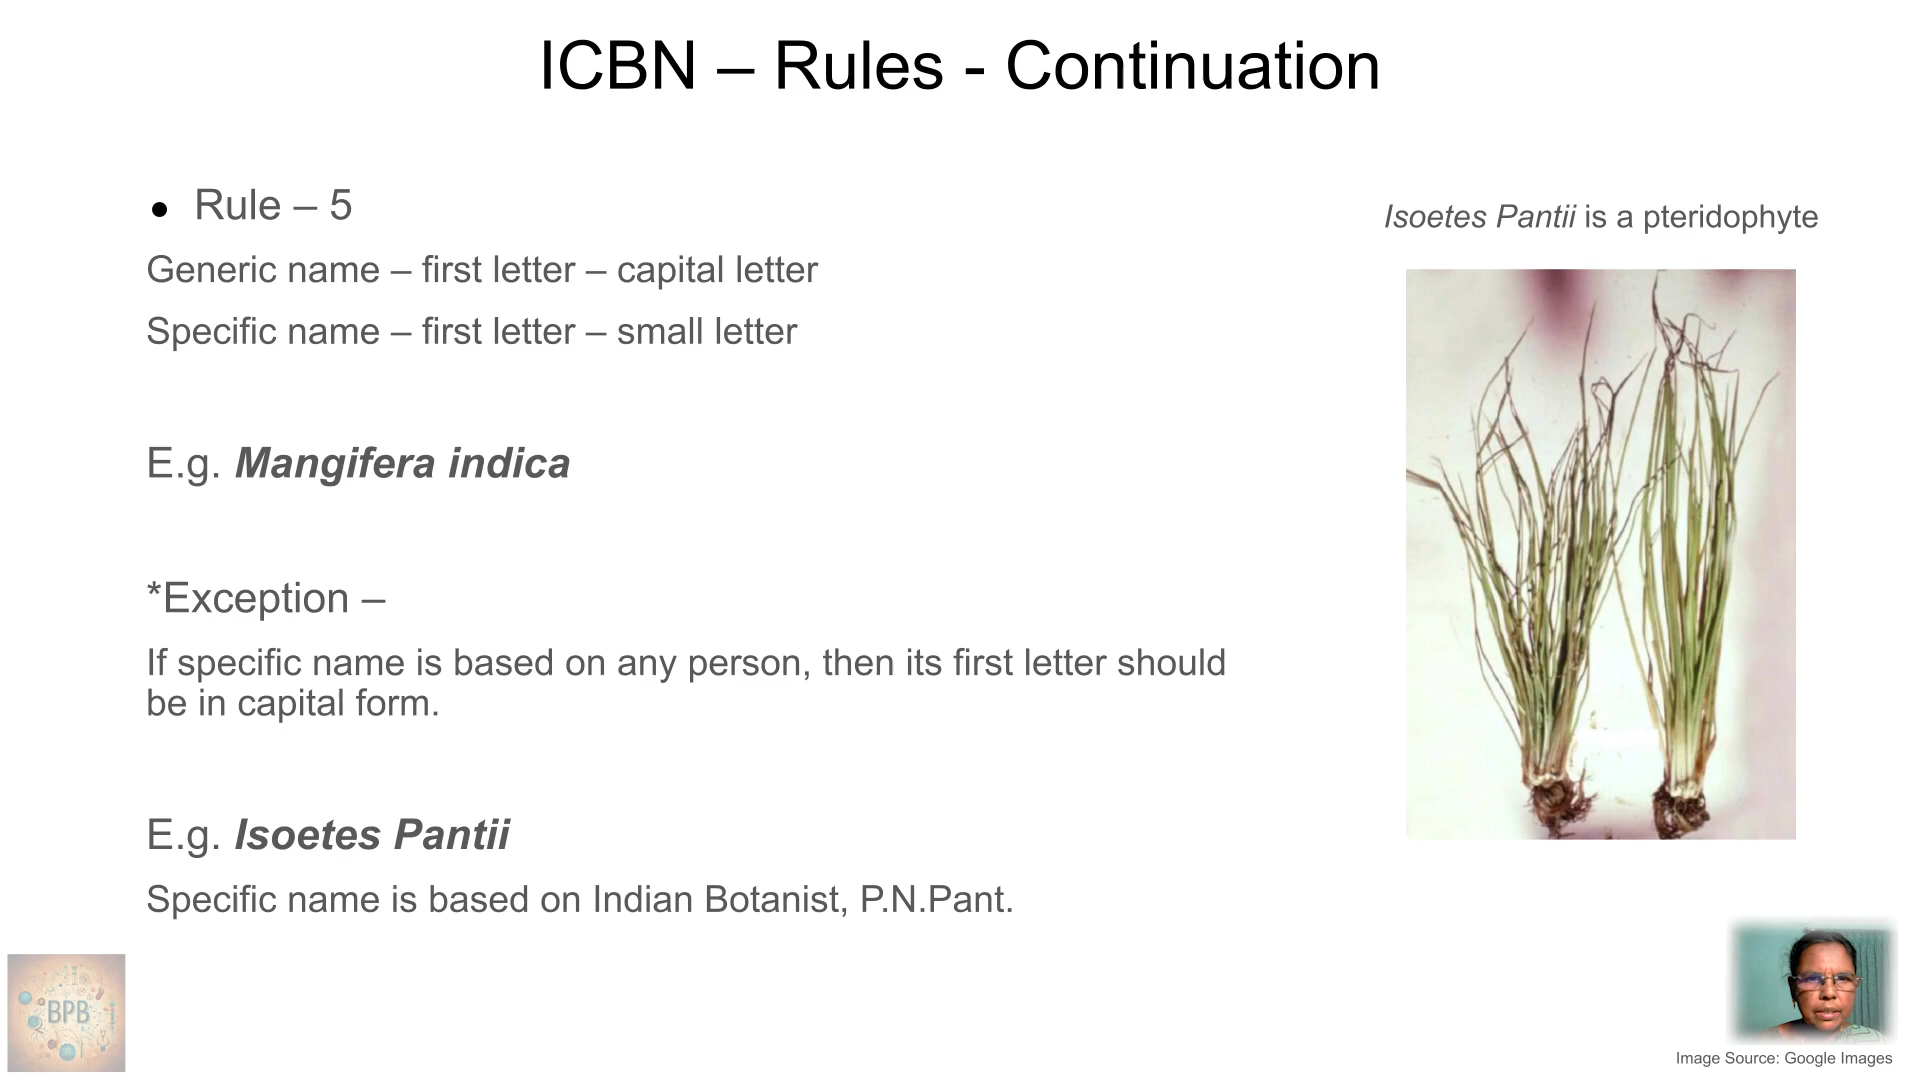 ICBN – Rules - Continuation
● Rule – 5
Generic name – first letter – capital letter
Specific name – first letter – small letter
E.g. Mangifera indica
*Exception –
If specific name is based on any person, then its first letter should
be in capital form.
E.g. Isoetes Pantii
Specific name is based on Indian Botanist, P.N.Pant.
Isoetes Pantii is a pteridophyte
BPB
Image Source: Google Images